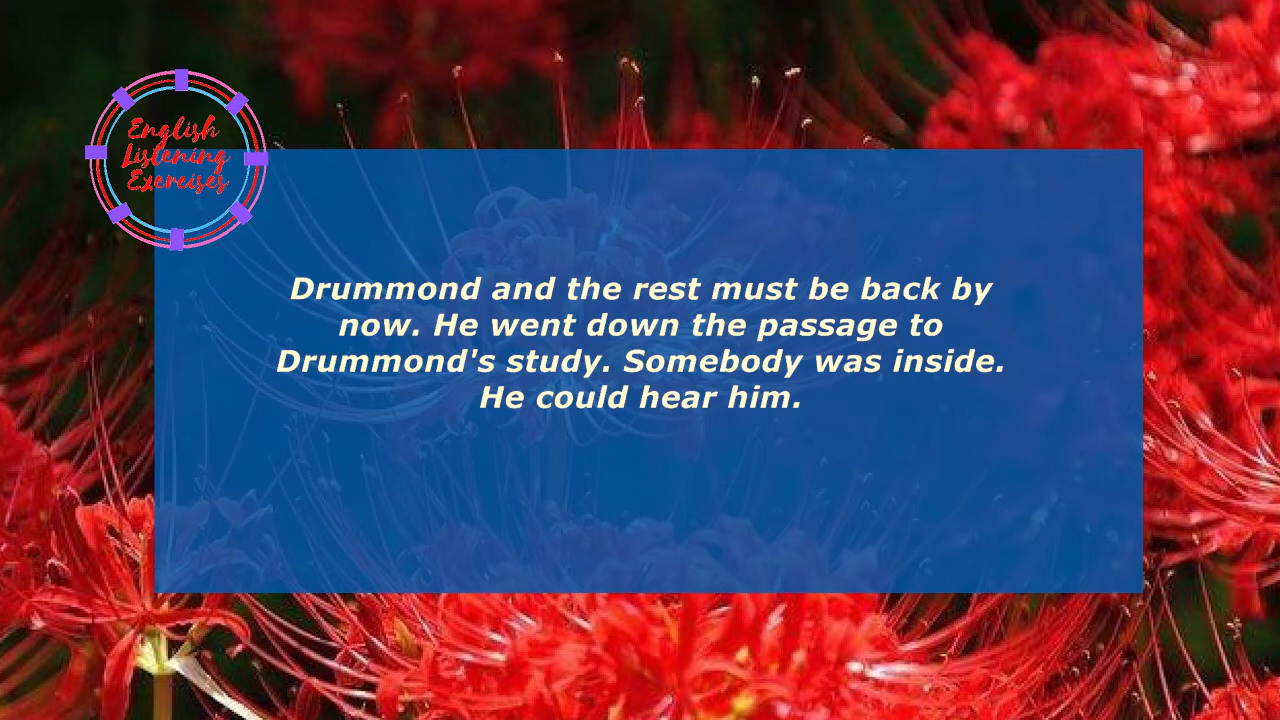 English
Listening
Exercises
Drummond and the rest must be back by
now. He went down the passage to
Drummond's study. Somebody was inside.
He could hear him.